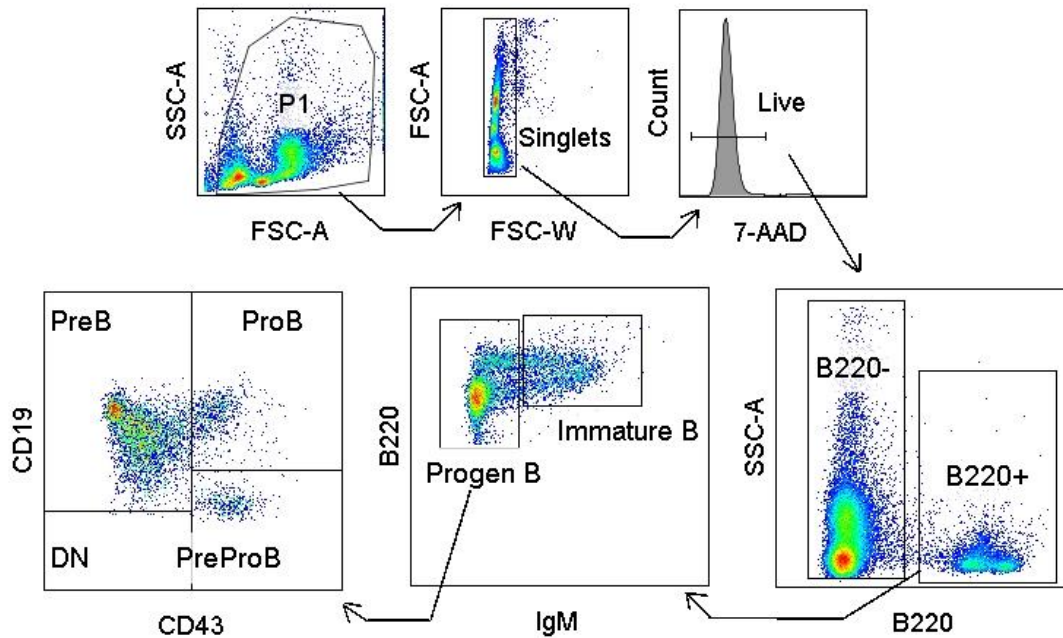 SSC-A
P1
FSC-A
FSC-A
Singlets
FSC-W
Count
Live
7-AAD
PreB
ProB
CD19
DN
PreProB
CD43
B220
Immature B
Progen B
IgM
SSC-A
B220-
B220+
B220